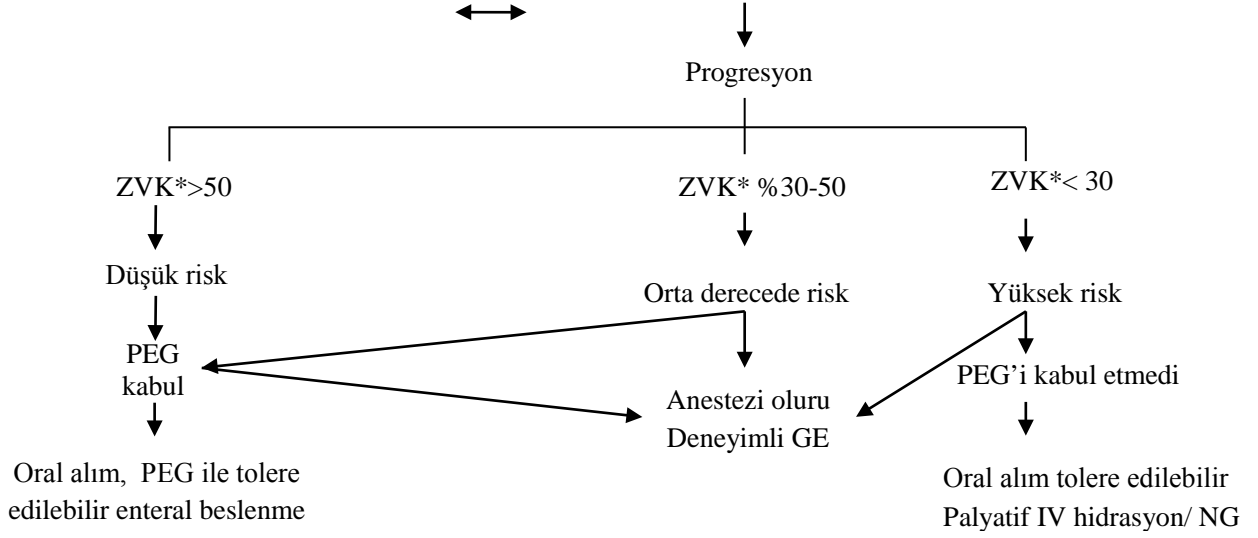 Progresyon
ZVK*>50
ZVK* %30-50
ZVK*< 30
Düşük risk
Orta derecede risk
Yüksek risk
PEG
kabul
PEG’i kabul etmedi
Anestezi oluru
Deneyimli GE
Oral alım, PEG ile tolere
edilebilir enteral beslenme
Oral alım tolere edilebilir
Palyatif IV hidrasyon/ NG